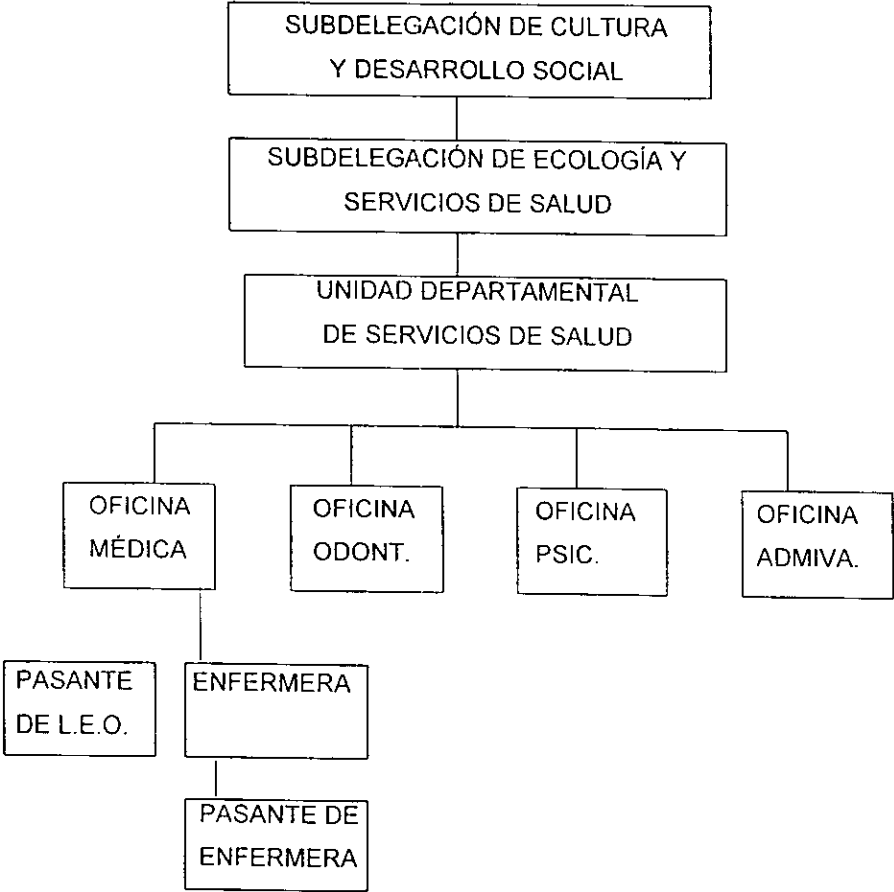 SUBDELEGACIÓN DE CULTURA
Y DESARROLLO SOCIAL
SUBDELEGACIÓN DE ECOLOGÍA Y
SERVICIOS DE SALUD
UNIDAD DEPARTAMENTAL
DE SERVICIOS DE SALUD
OFICINA
MÉDICA
OFICINA
ODONT.
OFICINA
PSIC.
OFICINA
ADMIVA.
PASANTE
DE L.E.O.
ENFERMERA
PASANTE DE
ENFERMERA